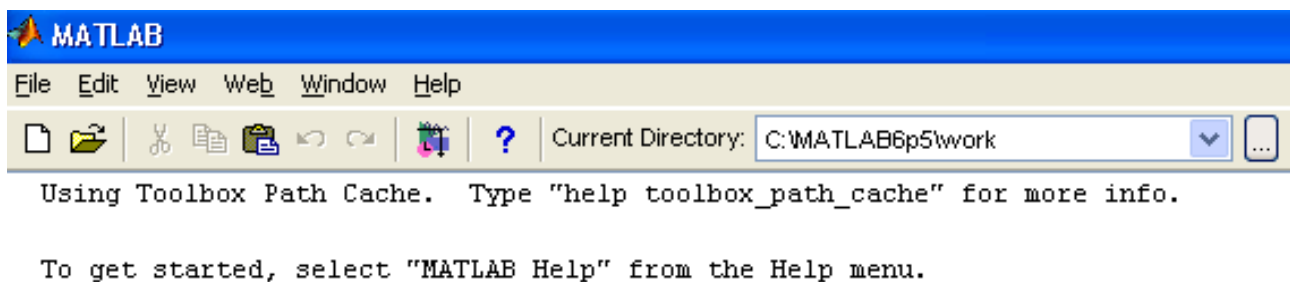 MATLAB
File Edit View Web Window Help
? Current Directory: C:\MATLAB6p5\work ...
Using Toolbox Path Cache. Type "help toolbox_path_cache" for more info.
To get started, select "MATLAB Help" from the Help menu.